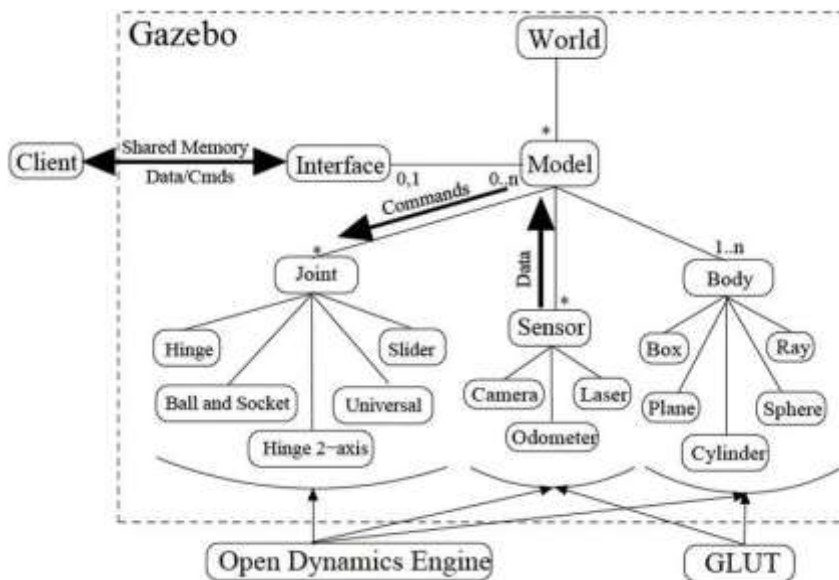 Gazebo
World
*
Client
Shared Memory
Data/Cmds
Interface
0,1
0..n
Model
Commands
Data
*
Joint
*
Sensor
1..n
Body
Hinge
Slider
Ball and Socket
Universal
Hinge 2-axis
Camera
Laser
Odometer
Box
Ray
Plane
Sphere
Cylinder
Open Dynamics Engine
GLUT